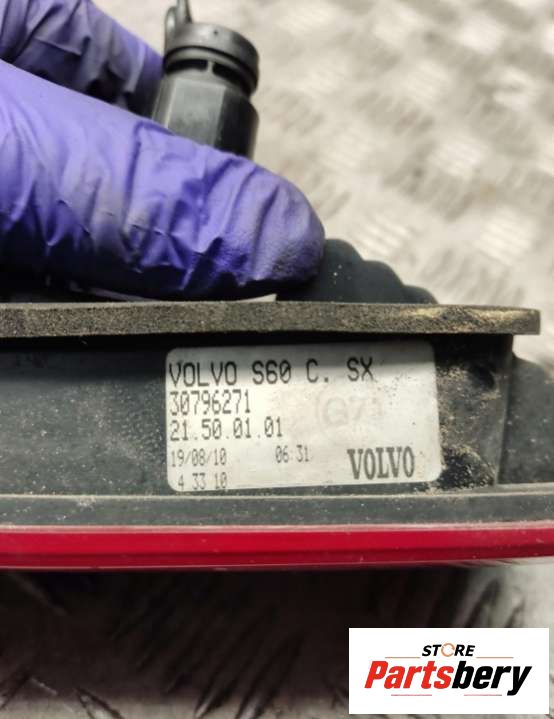 VOLVO S60 C. SX
30796271
21.50.01.01
19/08/10 06:31
4 33 10
VOLVO
STORE
Partsbery